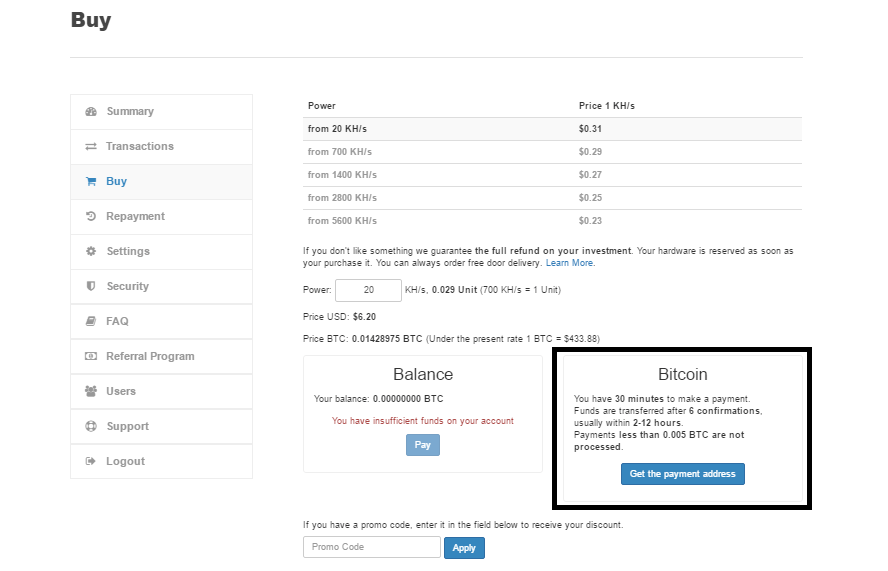 Buy
Summary
Transactions
Buy
Repayment
Settings
Security
FAQ
Referral Program
Users
Support
Logout
Power Price 1 KH/s
from 20 KH/s $0.31
from 700 KH/s $0.29
from 1400 KH/s $0.27
from 2800 KH/s $0.25
from 5600 KH/s $0.23
If you don't like something we guarantee the full refund on your investment. Your hardware is reserved as soon as
your purchase it. You can always order free door delivery. Learn More.
Power: 20 KH/s, 0.029 Unit (700 KH/s = 1 Unit)
Price USD: $6.20
Price BTC: 0.01428975 BTC (Under the present rate 1 BTC = $433.88)
Balance
Your balance: 0.00000000 BTC
You have insufficient funds on your account
Pay
Bitcoin
You have 30 minutes to make a payment.
Funds are transferred after 6 confirmations,
usually within 2-12 hours.
Payments less than 0.005 BTC are not
processed.
Get the payment address
If you have a promo code, enter it in the field below to receive your discount.
Promo Code Apply